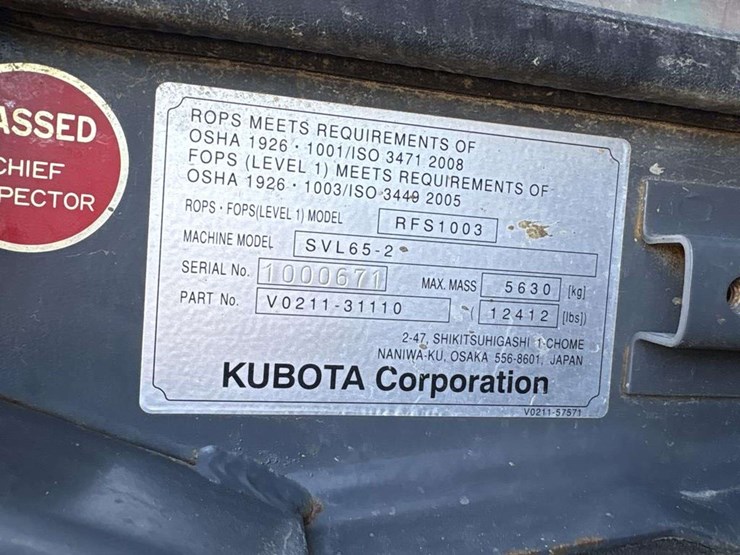 ASSED
CHIEF
PECTOR
ROPS MEETS REQUIREMENTS OF
OSHA 1926・1001/ISO 3471 2008
FOPS (LEVEL 1) MEETS REQUIREMENTS OF
OSHA 1926・1003/ISO 3449 2005
ROPS・FOPS(LEVEL 1) MODEL RFS1003
MACHINE MODEL SVL65-2
SERIAL No. 1000671 MAX. MASS 5630 [kg]
PART No. V0211-31110 ( 12412 [lbs])
2-47, SHIKITSUHIGASHI 1-CHOME
NANIWA-KU, OSAKA 556-8601, JAPAN
KUBOTA Corporation
V0211-57571